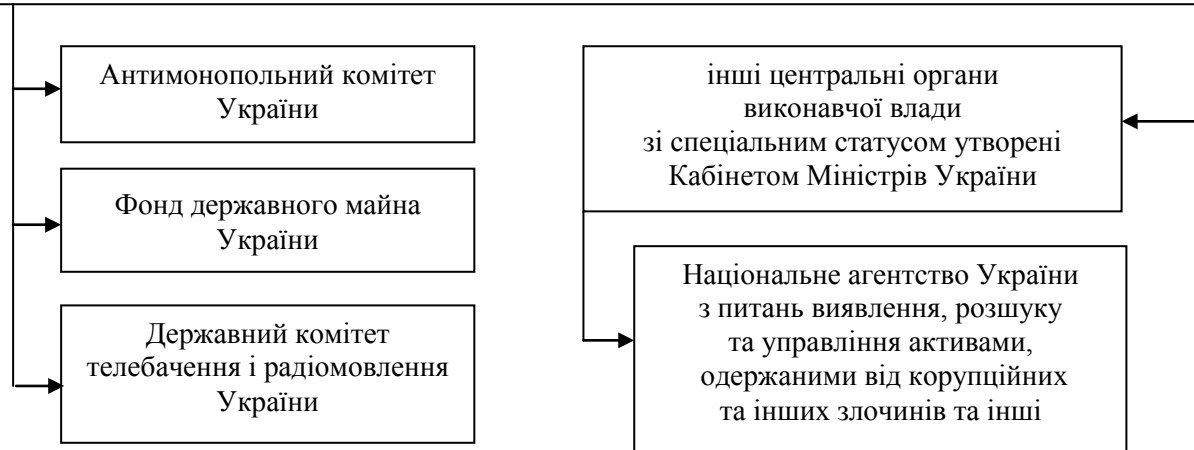 Антимонопольний комітет
України
Фонд державного майна
України
Державний комітет
телебачення і радіомовлення
України
інші центральні органи
виконавчої влади
зі спеціальним статусом утворені
Кабінетом Міністрів України
Національне агентство України
з питань виявлення, розшуку
та управління активами,
одержаними від корупційних
та інших злочинів та інші